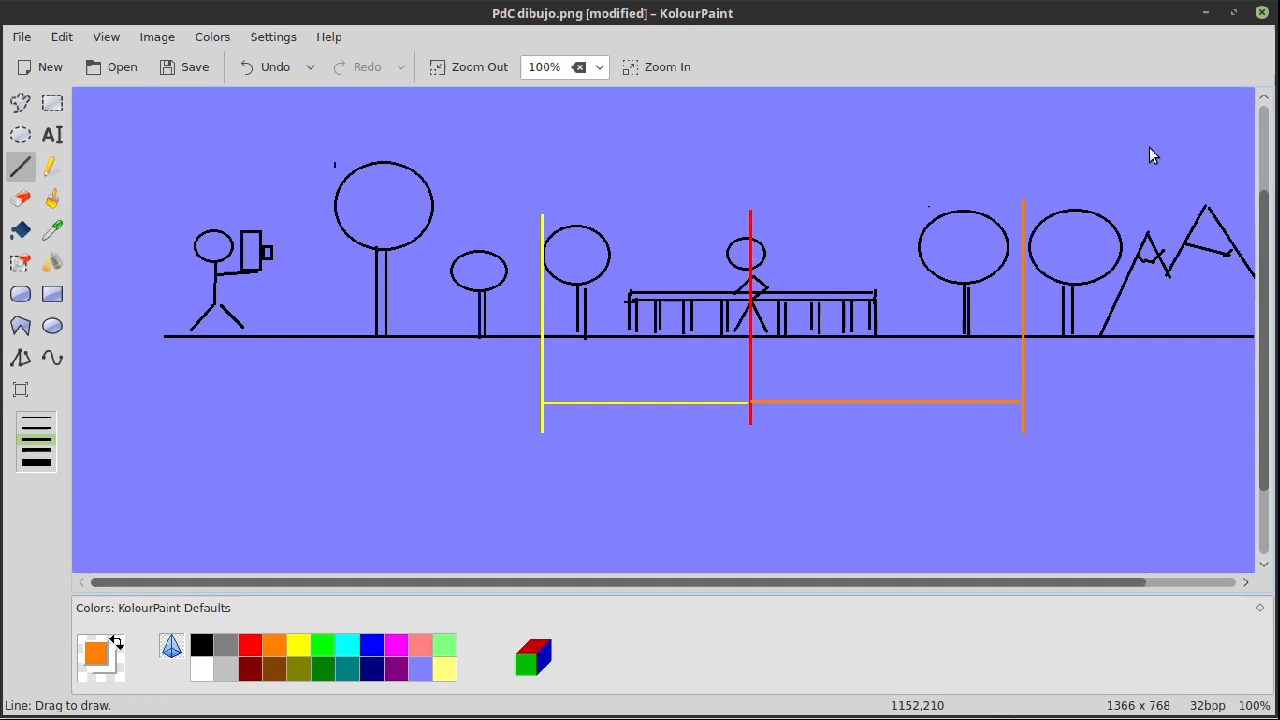 PdC dibujo.png [modified] – KolourPaint
File Edit View Image Colors Settings Help
New Open Save Undo Redo Zoom Out 100% Zoom In
AI
Colors: KolourPaint Defaults
Line: Drag to draw. 1152,210 1366 x 768 32bpp 100%